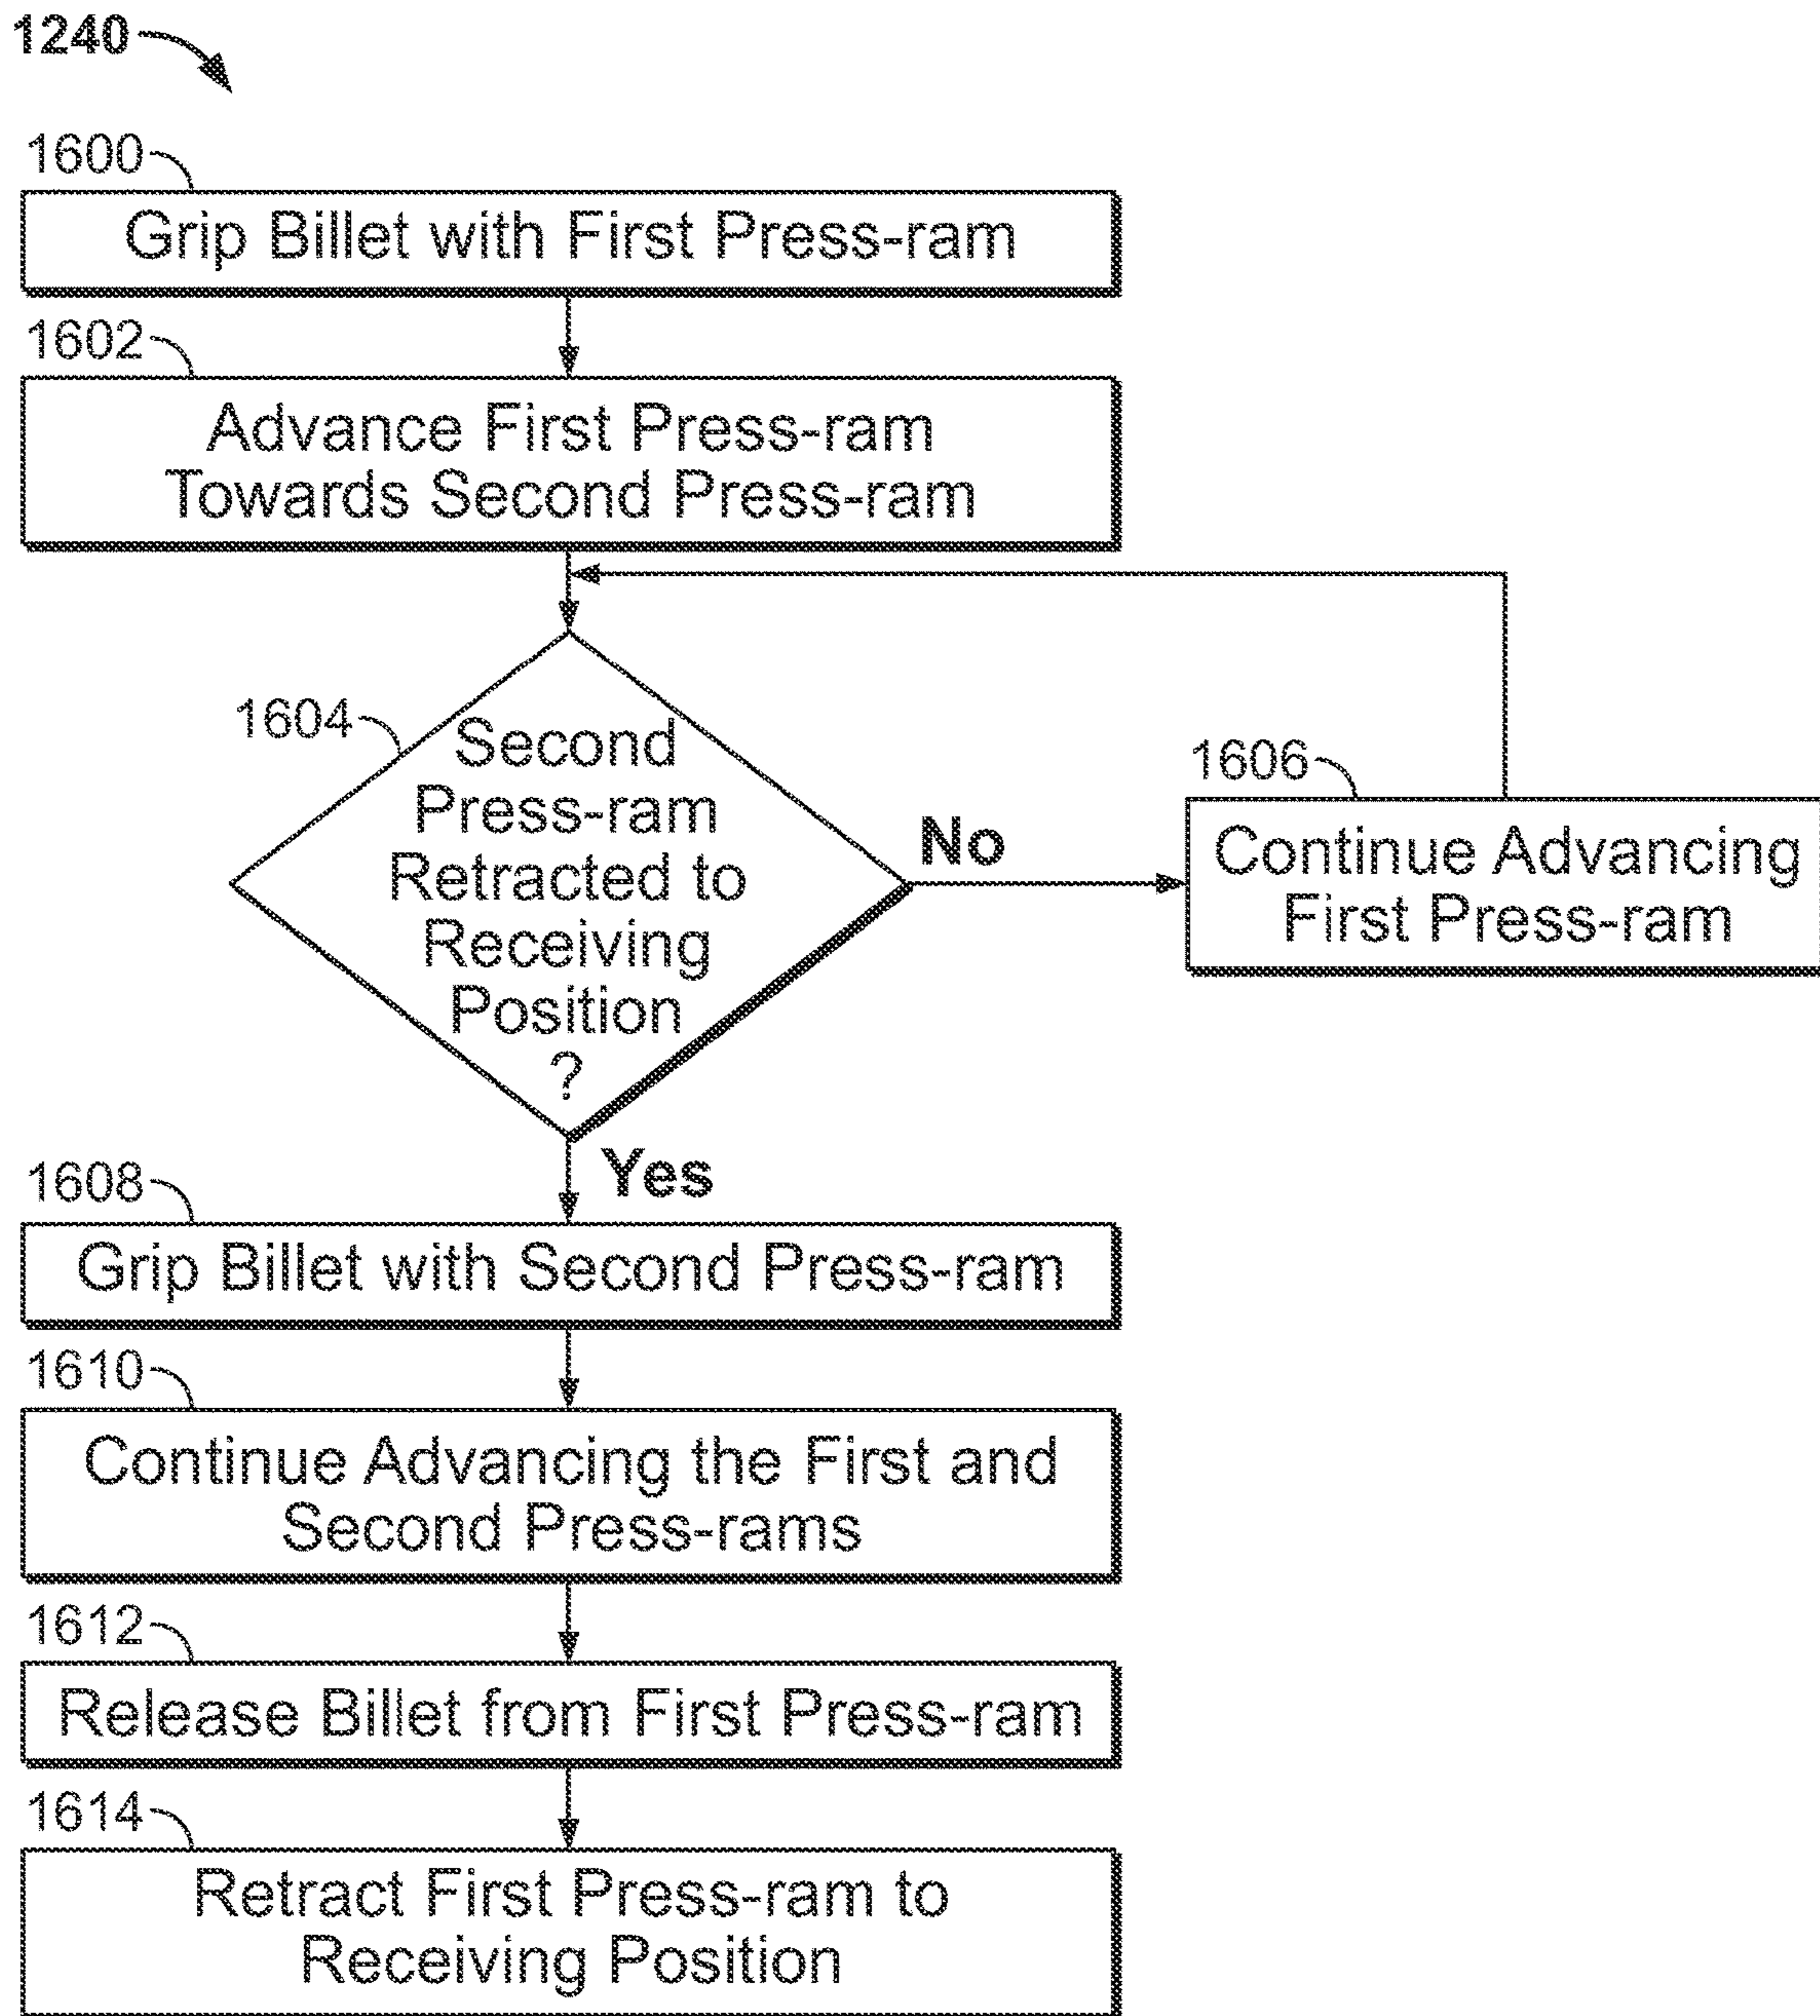 1240
1600
Grip Billet with First Press-ram
1602
Advance First Press-ram
Towards Second Press-ram
1604
Second
Press-ram
Retracted to
Receiving
Position
?
No
1606
Continue Advancing
First Press-ram
Yes
1608
Grip Billet with Second Press-ram
1610
Continue Advancing the First and
Second Press-rams
1612
Release Billet from First Press-ram
1614
Retract First Press-ram to
Receiving Position